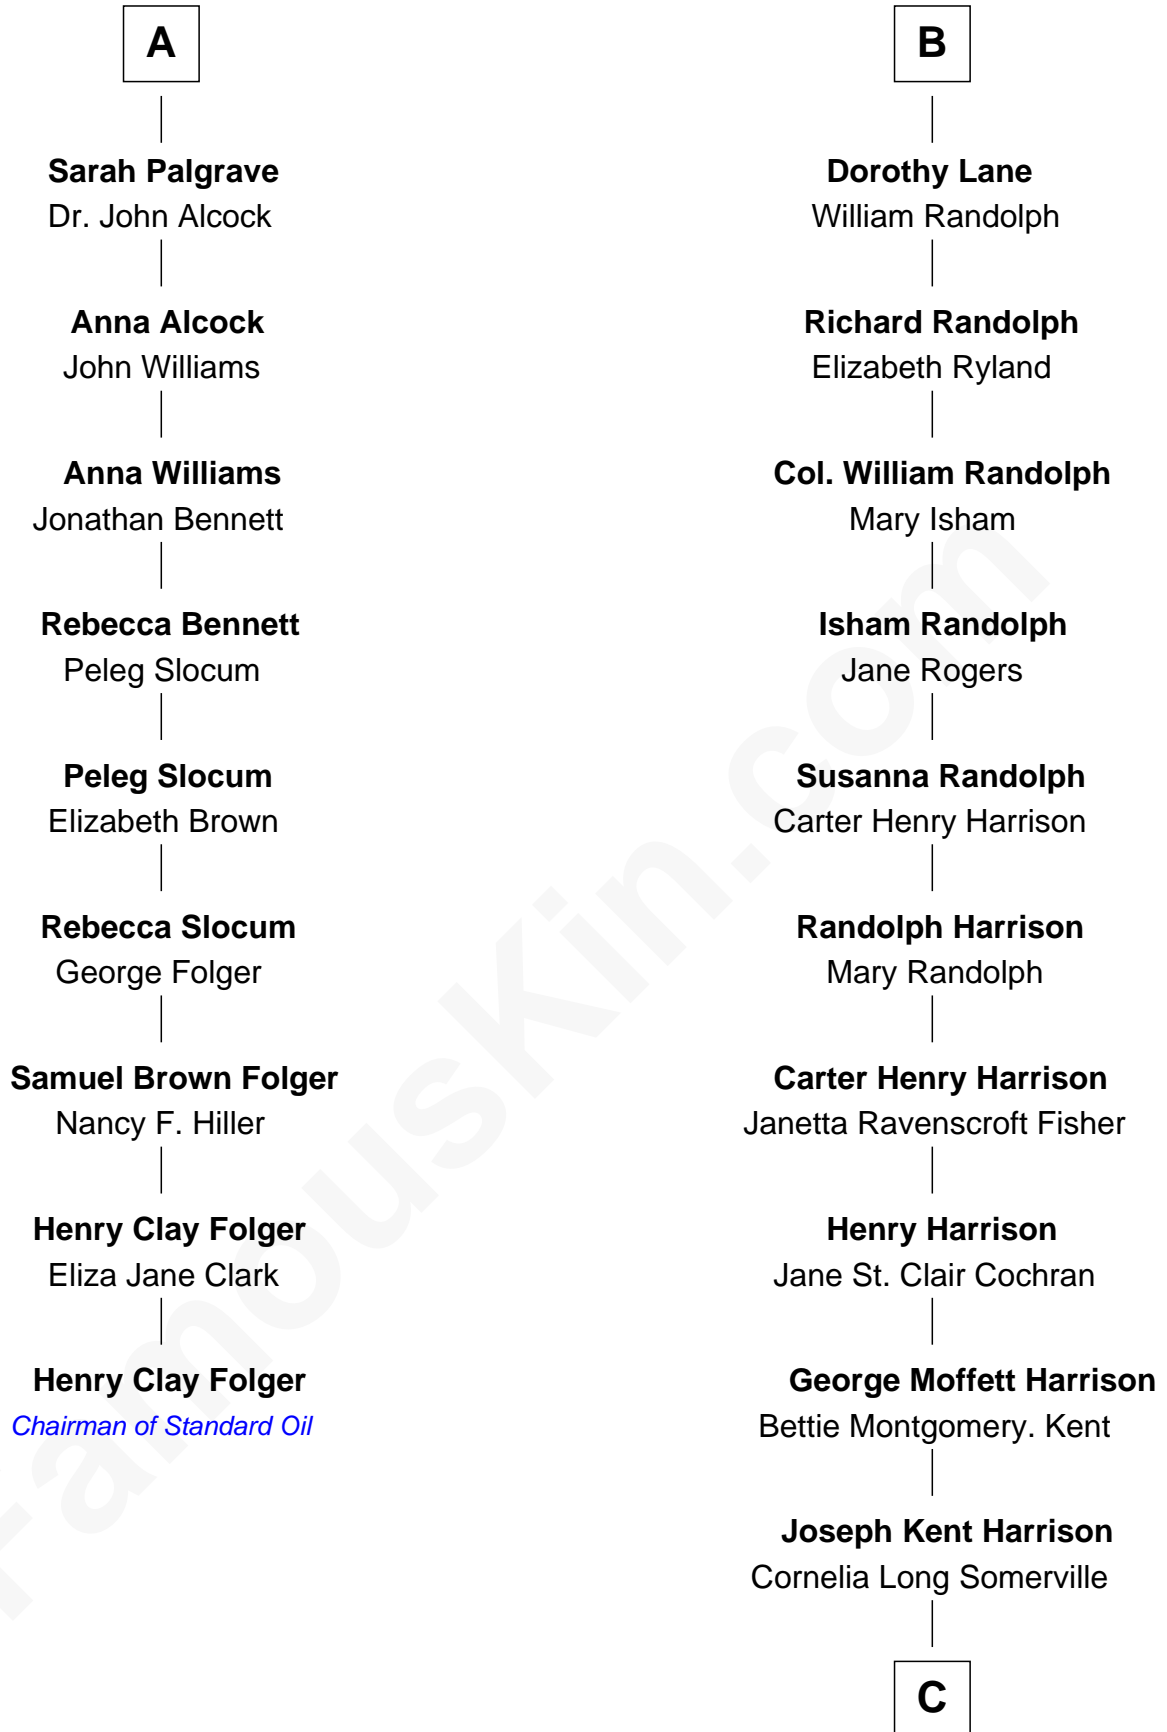 A
Sarah Palgrave
Dr. John Alcock
Anna Alcock
John Williams
Anna Williams
Jonathan Bennett
Rebecca Bennett
Peleg Slocum
Peleg Slocum
Elizabeth Brown
Rebecca Slocum
George Folger
Samuel Brown Folger
Nancy F. Hiller
Henry Clay Folger
Eliza Jane Clark
Henry Clay Folger
Chairman of Standard Oil
B
Dorothy Lane
William Randolph
Richard Randolph
Elizabeth Ryland
Col. William Randolph
Mary Isham
Isham Randolph
Jane Rogers
Susanna Randolph
Carter Henry Harrison
Randolph Harrison
Mary Randolph
Carter Henry Harrison
Janetta Ravenscroft Fisher
Henry Harrison
Jane St. Clair Cochran
George Moffett Harrison
Bettie Montgomery. Kent
Joseph Kent Harrison
Cornelia Long Somerville
C
FamousKin.com